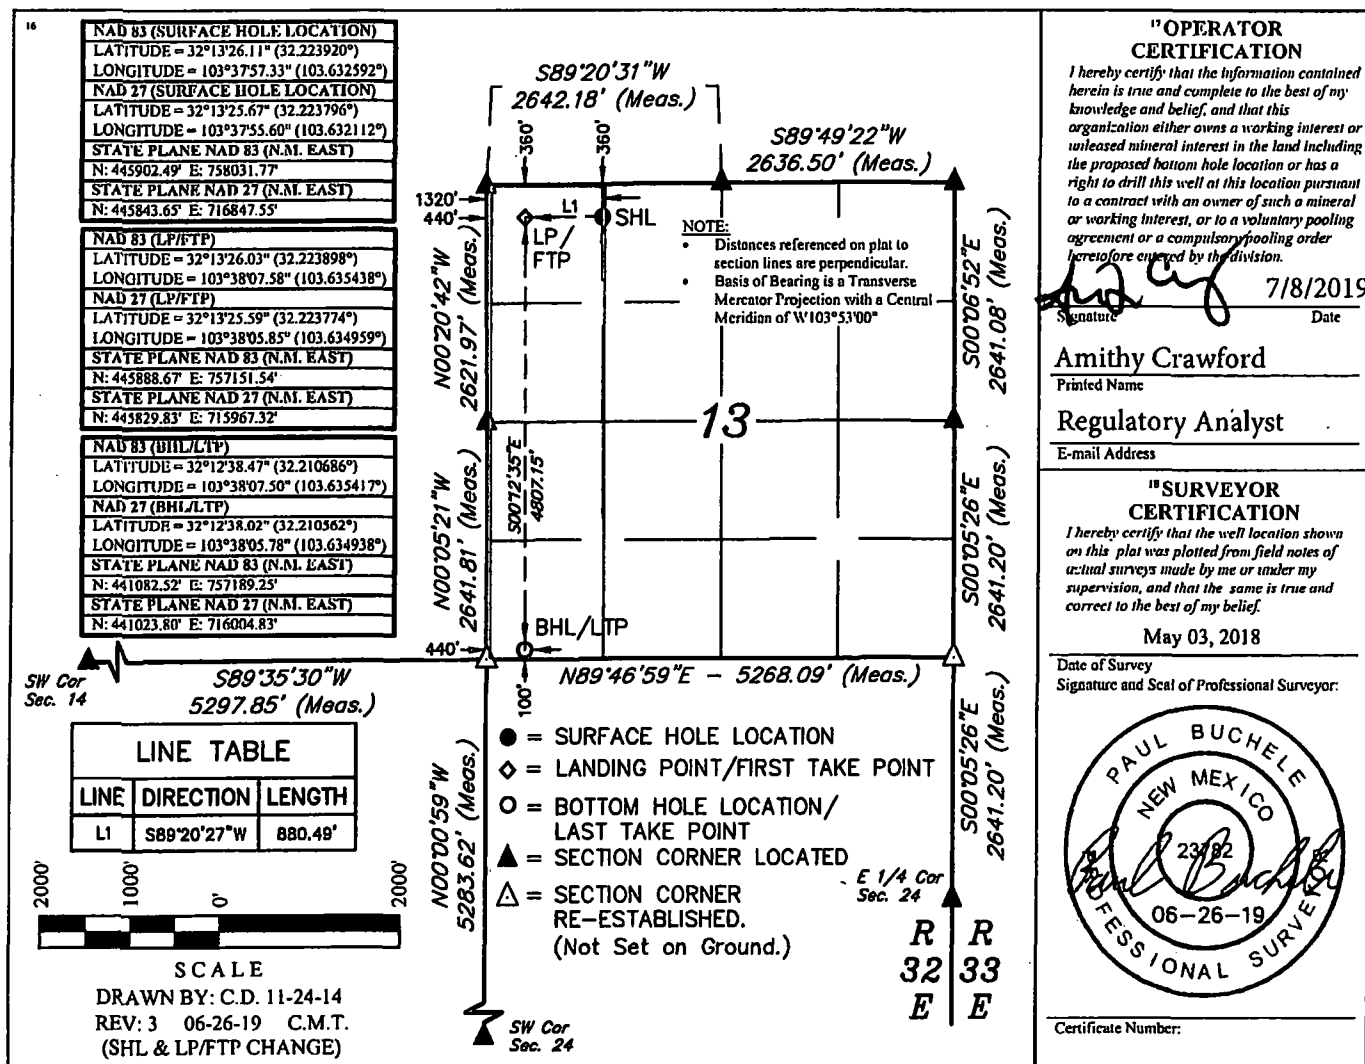 16
NAD 83 (SURFACE HOLE LOCATION)
LATITUDE = 32°13'26.11" (32.223920°)
LONGITUDE = 103°37'57.33" (103.632592°)
NAD 27 (SURFACE HOLE LOCATION)
LATITUDE = 32°13'25.67" (32.223796°)
LONGITUDE = 103°37'55.60" (103.632112°)
STATE PLANE NAD 83 (N.M. EAST)
N: 445902.49' E: 758031.77'
STATE PLANE NAD 27 (N.M. EAST)
N: 445843.65' E: 716847.55'
NAD 83 (LP/FTP)
LATITUDE = 32°13'26.03" (32.223898°)
LONGITUDE = 103°38'07.58" (103.635438°)
NAD 27 (LP/FTP)
LATITUDE = 32°13'25.59" (32.223774°)
LONGITUDE = 103°38'05.85" (103.634959°)
STATE PLANE NAD 83 (N.M. EAST)
N: 445888.67' E: 757151.54'
STATE PLANE NAD 27 (N.M. EAST)
N: 445829.83' E: 715967.32'
NAD 83 (BHL/LTP)
LATITUDE = 32°12'38.47" (32.210686°)
LONGITUDE = 103°38'07.50" (103.635417°)
NAD 27 (BHL/LTP)
LATITUDE = 32°12'38.02" (32.210562°)
LONGITUDE = 103°38'05.78" (103.634938°)
STATE PLANE NAD 83 (N.M. EAST)
N: 441082.52' E: 757189.25'
STATE PLANE NAD 27 (N.M. EAST)
N: 441023.80' E: 716004.83'
S89°20'31"W
2642.18' (Meas.)
S89°49'22"W
2636.50' (Meas.)
360'
360'
1320'
440'
L1
SHL
LP/
FTP
NOTE:
• Distances referenced on plat to
section lines are perpendicular.
• Basis of Bearing is a Transverse
Mercator Projection with a Central
Meridian of W103°53'00"
N00°20'42"W
2621.97' (Meas.)
S00°06'52"E
2641.08' (Meas.)
13
S00°12'35"E
4807.15'
N00°05'21"W
2641.81' (Meas.)
S00°05'26"E
2641.20' (Meas.)
BHL/LTP
440'
100'
N89°46'59"E - 5268.09' (Meas.)
SW Cor
Sec. 14
S89°35'30"W
5297.85' (Meas.)
LINE TABLE
LINE DIRECTION LENGTH
L1 S89°20'27"W 880.49'
N00°00'59"W
5283.62' (Meas.)
S00°05'26"E
2641.20' (Meas.)
= SURFACE HOLE LOCATION
= LANDING POINT/FIRST TAKE POINT
= BOTTOM HOLE LOCATION/
LAST TAKE POINT
= SECTION CORNER LOCATED
= SECTION CORNER
RE-ESTABLISHED.
(Not Set on Ground.)
E 1/4 Cor
Sec. 24
R R
32 33
E E
SW Cor
Sec. 24
2000' 1000' 0' 2000'
SCALE
DRAWN BY: C.D. 11-24-14
REV: 3 06-26-19 C.M.T.
(SHL & LP/FTP CHANGE)
17 OPERATOR
CERTIFICATION
I hereby certify that the information contained
herein is true and complete to the best of my
knowledge and belief, and that this
organization either owns a working interest or
unleased mineral interest in the land including
the proposed bottom hole location or has a
right to drill this well at this location pursuant
to a contract with an owner of such a mineral
or working interest, or to a voluntary pooling
agreement or a compulsory pooling order
heretofore entered by the division.
7/8/2019
Signature Date
Amithy Crawford
Printed Name
Regulatory Analyst
E-mail Address
18 SURVEYOR
CERTIFICATION
I hereby certify that the well location shown
on this plat was plotted from field notes of
actual surveys made by me or under my
supervision, and that the same is true and
correct to the best of my belief.
May 03, 2018
Date of Survey
Signature and Seal of Professional Surveyor:
PAUL BUCHELE
NEW MEXICO
06-26-19
PROFESSIONAL SURVEYOR
Certificate Number: